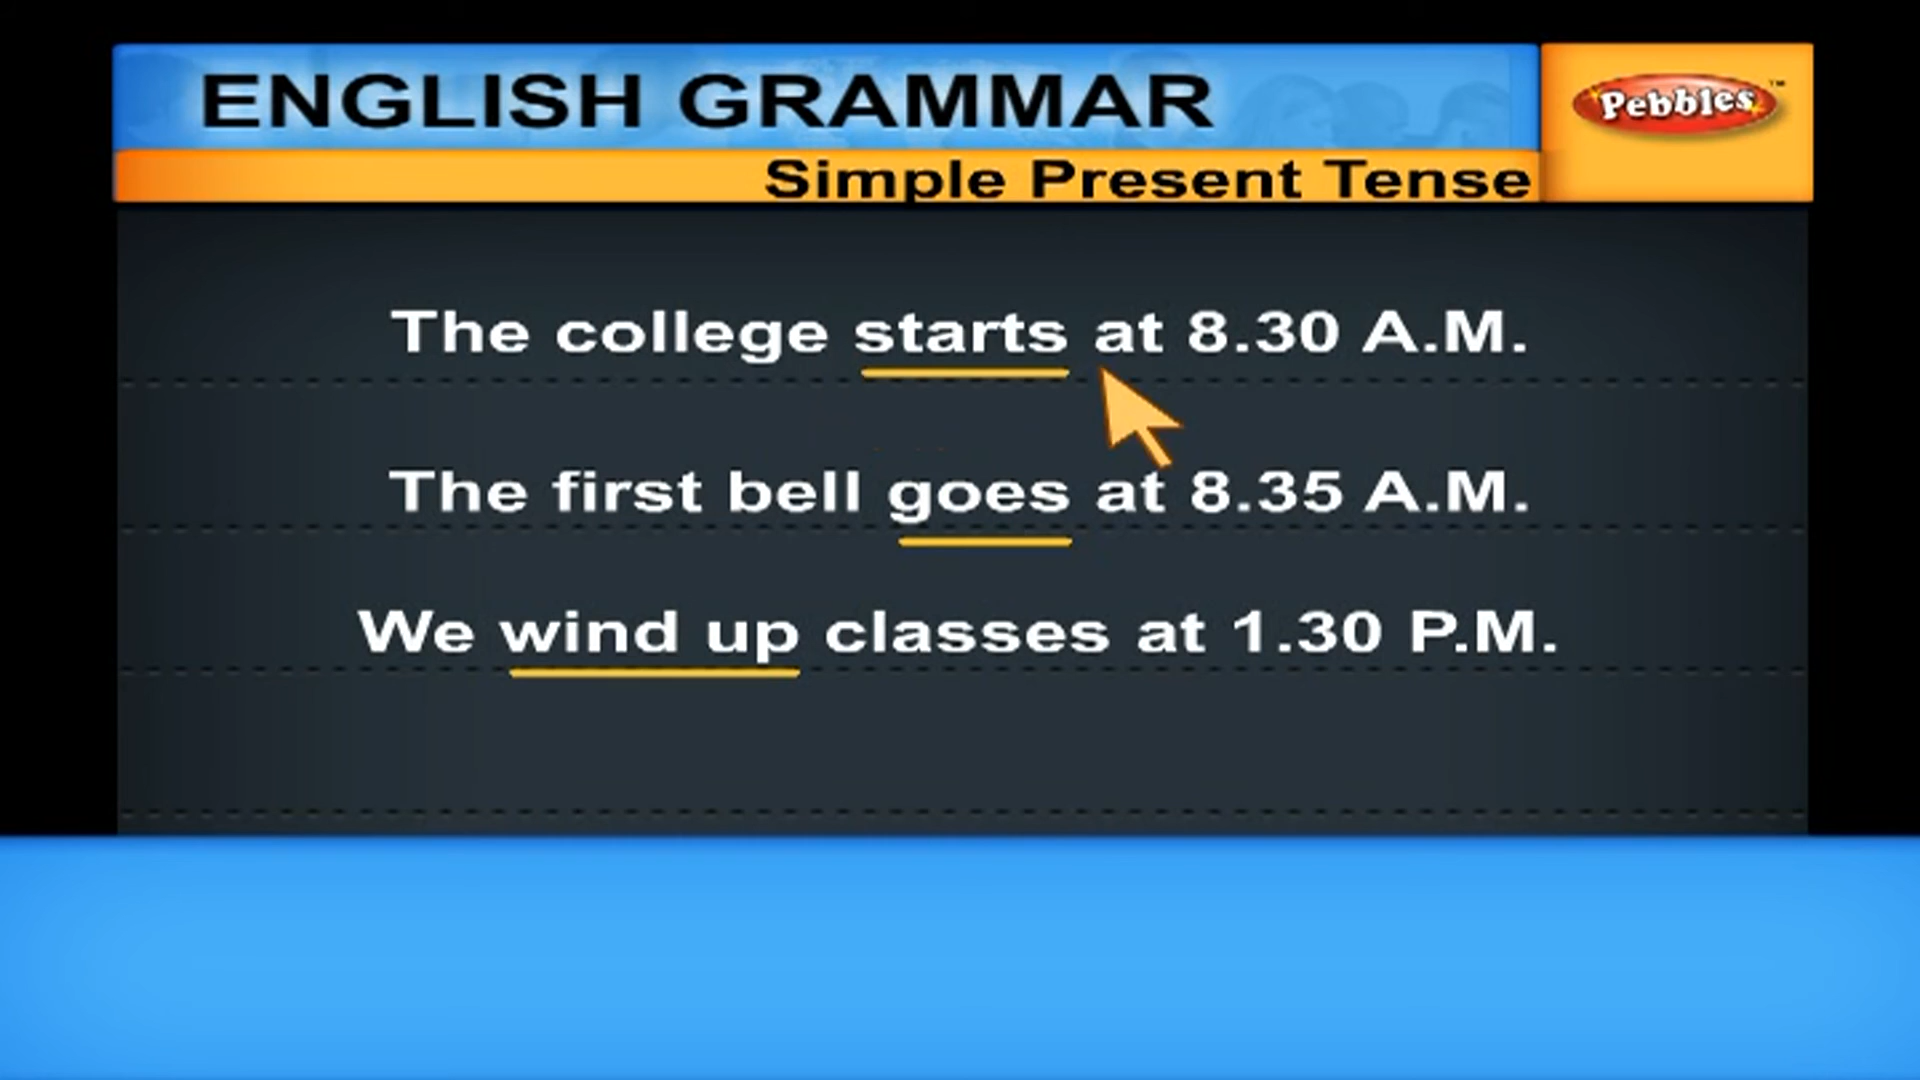 ENGLISH GRAMMAR
Pebbles™
Simple Present Tense
The college starts at 8.30 A.M.
The first bell goes at 8.35 A.M.
We wind up classes at 1.30 P.M.